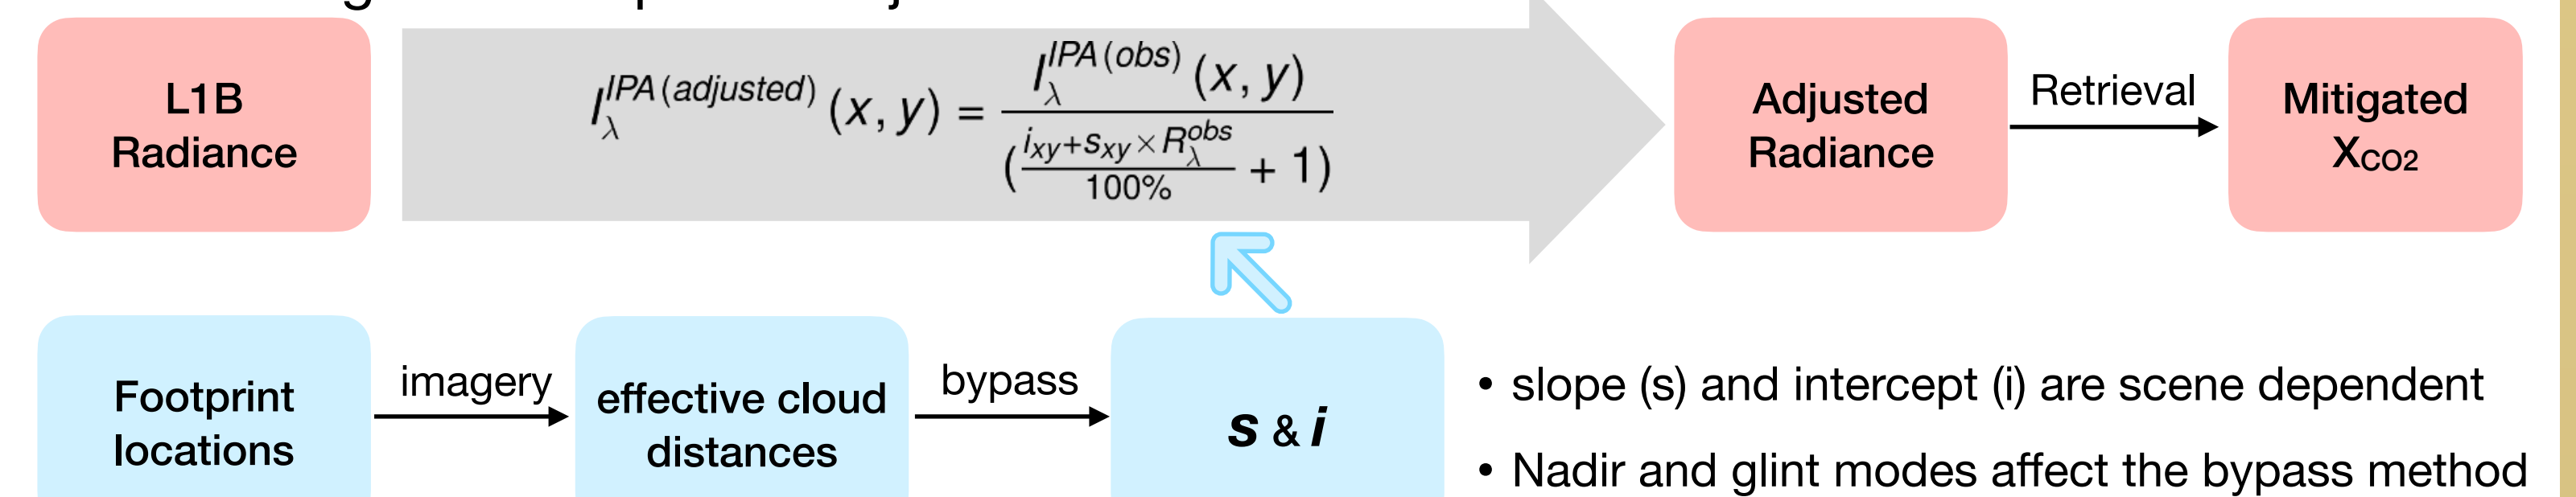 L1B
Radiance
I_λ^{IPA(adjusted)} (x, y) = \frac{I_λ^{IPA(obs)} (x, y)}{(\frac{i_{xy}+s_{xy}×R_λ^{obs}}{100%} + 1)}
Adjusted
Radiance
Retrieval
Mitigated
X_{CO2}
Footprint
locations
imagery
effective cloud
distances
bypass
s & i
• slope (s) and intercept (i) are scene dependent
• Nadir and glint modes affect the bypass method